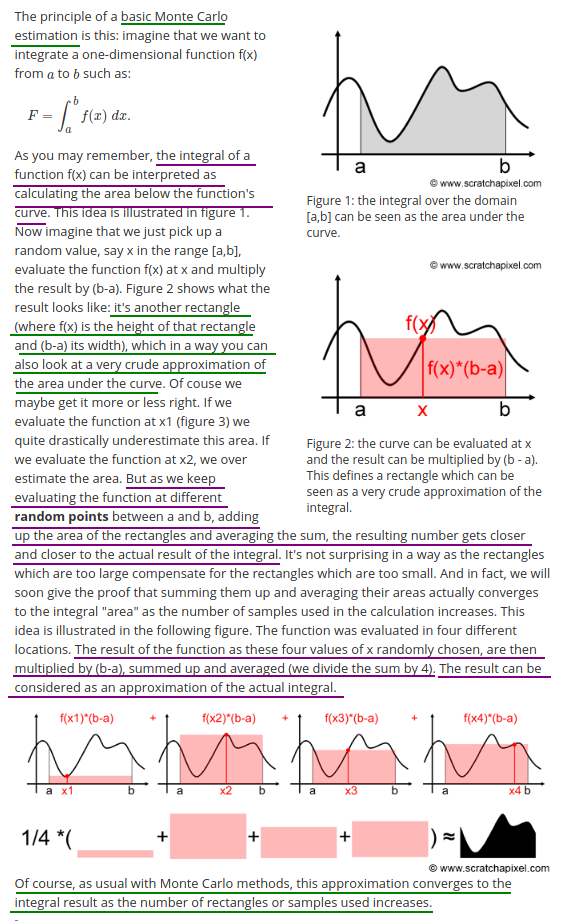 The principle of a basic Monte Carlo
estimation is this: imagine that we want to
integrate a one-dimensional function f(x)
from a to b such as:
F = ∫_a^b f(x) dx.
As you may remember, the integral of a
function f(x) can be interpreted as
calculating the area below the function's
curve. This idea is illustrated in figure 1.
Now imagine that we just pick up a
random value, say x in the range [a,b],
evaluate the function f(x) at x and multiply
the result by (b-a). Figure 2 shows what the
result looks like: it's another rectangle
(where f(x) is the height of that rectangle
and (b-a) its width), which in a way you can
also look at a very crude approximation of
the area under the curve. Of couse we
maybe get it more or less right. If we
evaluate the function at x1 (figure 3) we
quite drastically underestimate this area. If
we evaluate the function at x2, we over
estimate the area. But as we keep
evaluating the function at different
random points between a and b, adding
a b
© www.scratchapixel.com
Figure 1: the integral over the domain
[a,b] can be seen as the area under the
curve.
© www.scratchapixel.com
f(x)
f(x)*(b-a)
a x b
Figure 2: the curve can be evaluated at x
and the result can be multiplied by (b - a).
This defines a rectangle which can be
seen as a very crude approximation of the
integral.
up the area of the rectangles and averaging the sum, the resulting number gets closer
and closer to the actual result of the integral. It's not surprising in a way as the rectangles
which are too large compensate for the rectangles which are too small. And in fact, we will
soon give the proof that summing them up and averaging their areas actually converges
to the integral "area" as the number of samples used in the calculation increases. This
idea is illustrated in the following figure. The function was evaluated in four different
locations. The result of the function as these four values of x randomly chosen, are then
multiplied by (b-a), summed up and averaged (we divide the sum by 4). The result can be
considered as an approximation of the actual integral.
f(x1)*(b-a) + f(x2)*(b-a) + f(x3)*(b-a) + f(x4)*(b-a)
a x1 b a x2 b a x3 b a x4 b
1/4 *( + + + ) ≈
© www.scratchapixel.com
Of course, as usual with Monte Carlo methods, this approximation converges to the
integral result as the number of rectangles or samples used increases.